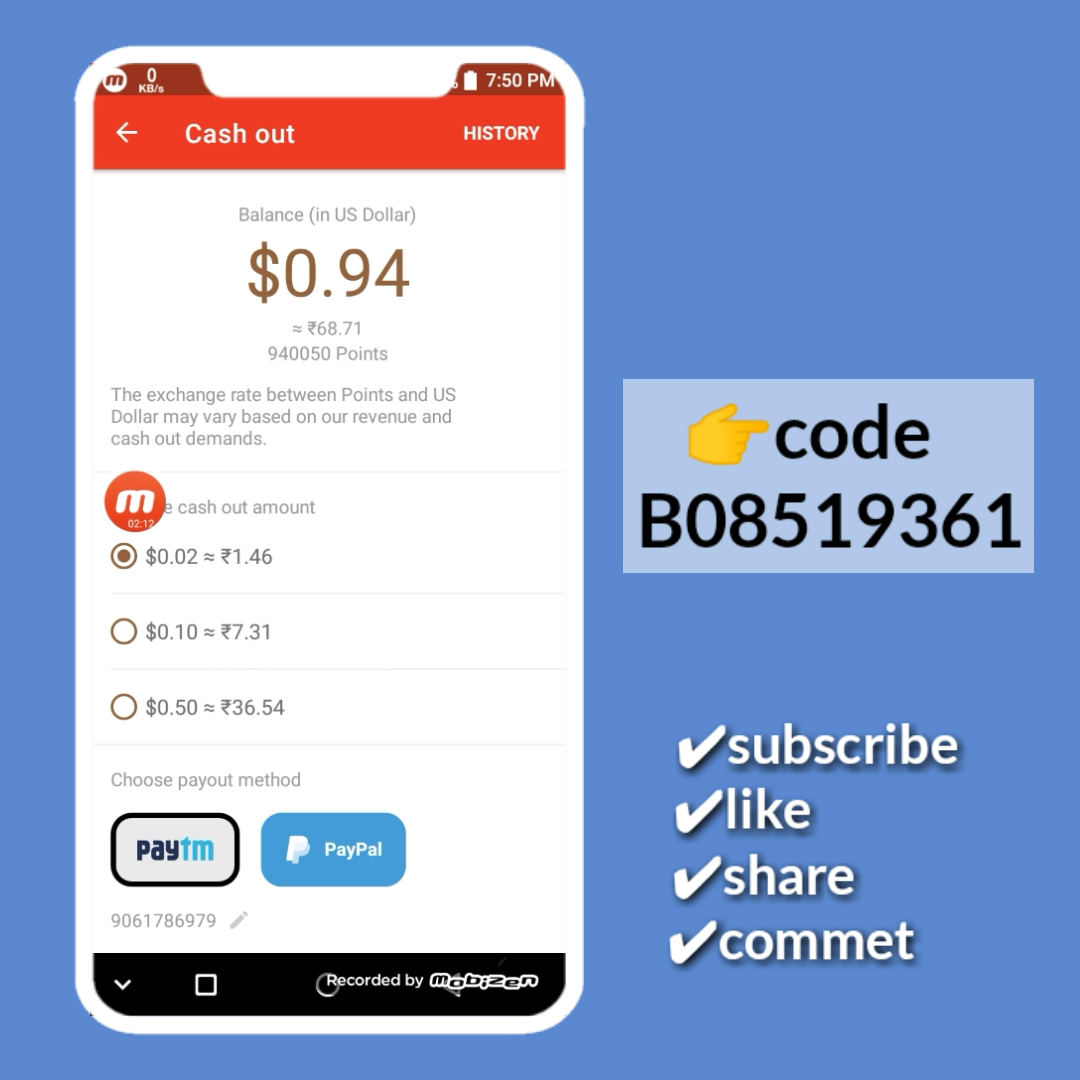 0
KB/s
7:50 PM
Cash out
HISTORY
Balance (in US Dollar)
$0.94
≈ ₹68.71
940050 Points
The exchange rate between Points and US
Dollar may vary based on our revenue and
cash out demands.
m
02:12
e cash out amount
$0.02 ≈ ₹1.46
$0.10 ≈ ₹7.31
$0.50 ≈ ₹36.54
Choose payout method
paytm
PayPal
9061786979
Recorded by mobizen
👉code
B08519361
✔subscribe
✔like
✔share
✔commet